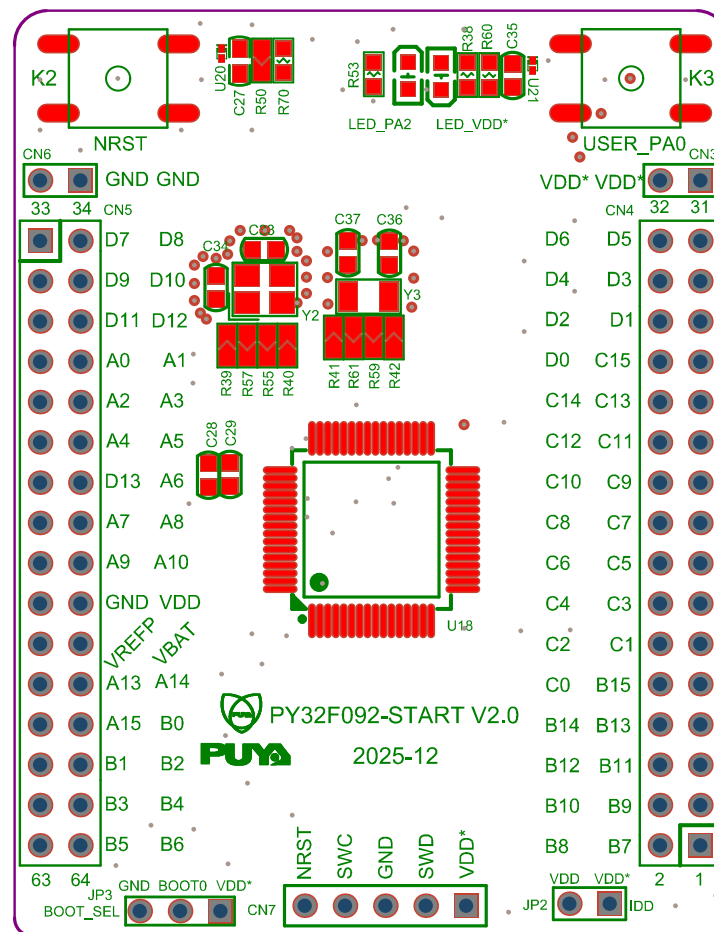 K2
U20
C27
R50
R70
R53
R38
R60
C35
U21
K3
LED_PA2
LED_VDD*
NRST
USER_PA0
CN6
GND GND
VDD* VDD*
CN3
33 34 CN5
CN4 32 31
D7 D8
D6 D5
D9 D10
D4 D3
D11 D12
D2 D1
A0 A1
D0 C15
A2 A3
C14 C13
A4 A5
C12 C11
D13 A6
C10 C9
A7 A8
C8 C7
A9 A10
C6 C5
GND VDD
C4 C3
VREFP VBAT
C2 C1
A13 A14
C0 B15
A15 B0
B14 B13
B1 B2
B12 B11
B3 B4
B10 B9
B5 B6
B8 B7
63 64
2 1
C34
C33
C37
C36
Y2
Y3
R39
R57
R55
R40
R41
R61
R59
R42
C28
C29
U18
PUYA
PY32F092-START V2.0
PUYA
2025-12
NRST
SWC
GND
SWD
VDD*
CN7
JP3
GND BOOT0 VDD*
BOOT_SEL
VDD VDD*
JP2
IDD